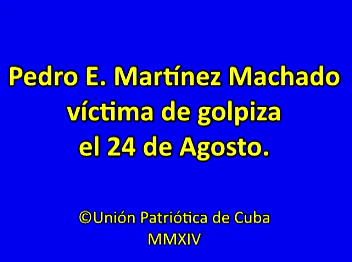 Pedro E. Martínez Machado
víctima de golpiza
el 24 de Agosto.
©Unión Patriótica de Cuba
MMXIV